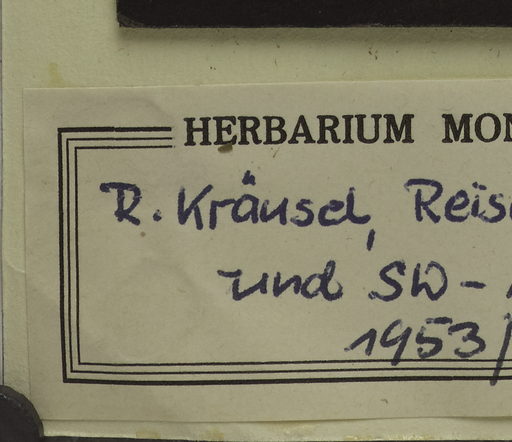 HERBARIUM MON
R. Kräusel, Reis
und SW-
1953/